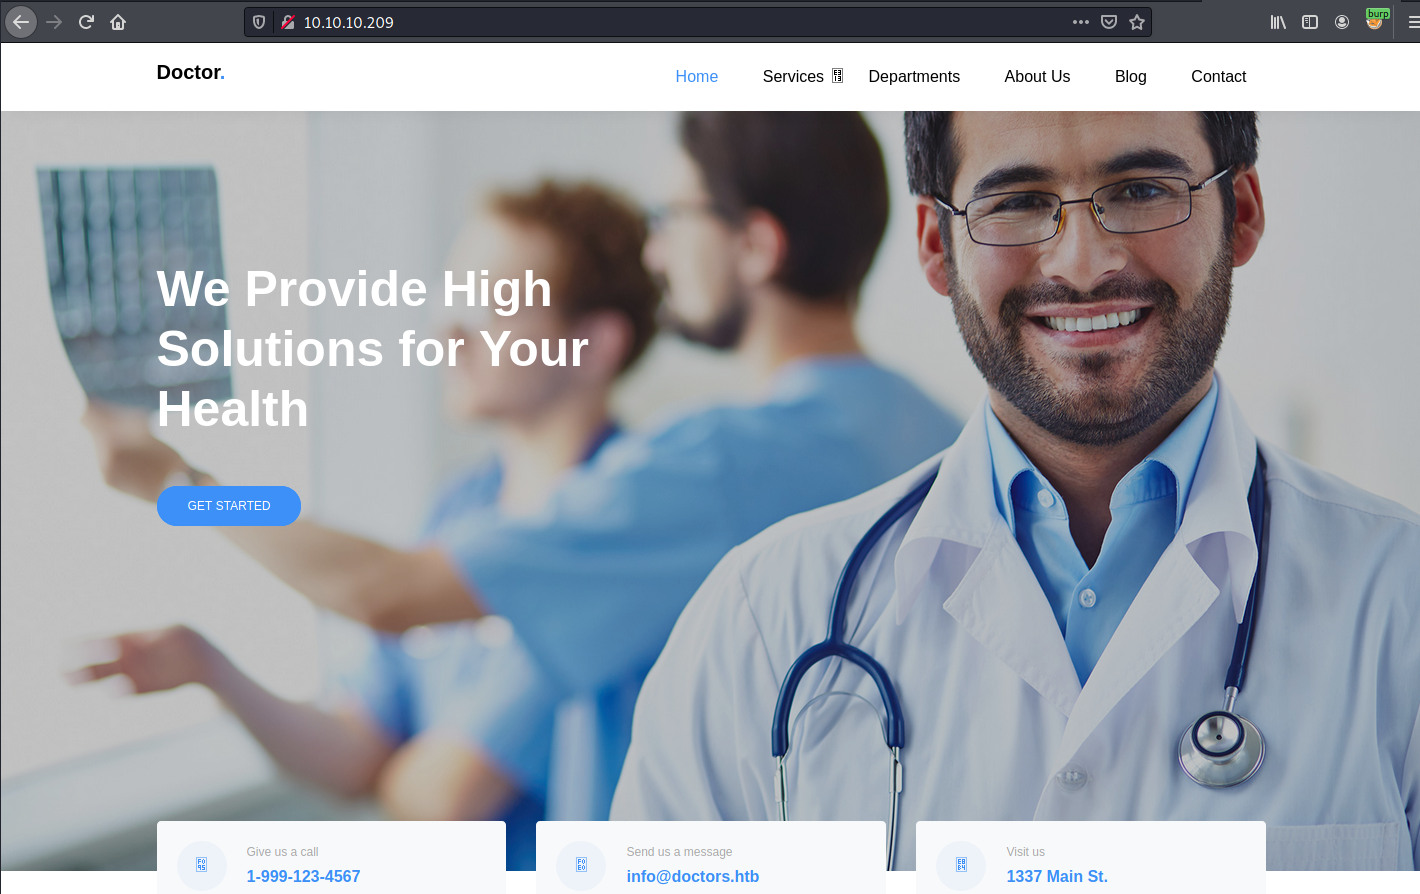 10.10.10.209
burp
Doctor.
Home Services Departments About Us Blog Contact
We Provide High
Solutions for Your
Health
GET STARTED
Give us a call
1-999-123-4567
Send us a message
info@doctors.htb
Visit us
1337 Main St.